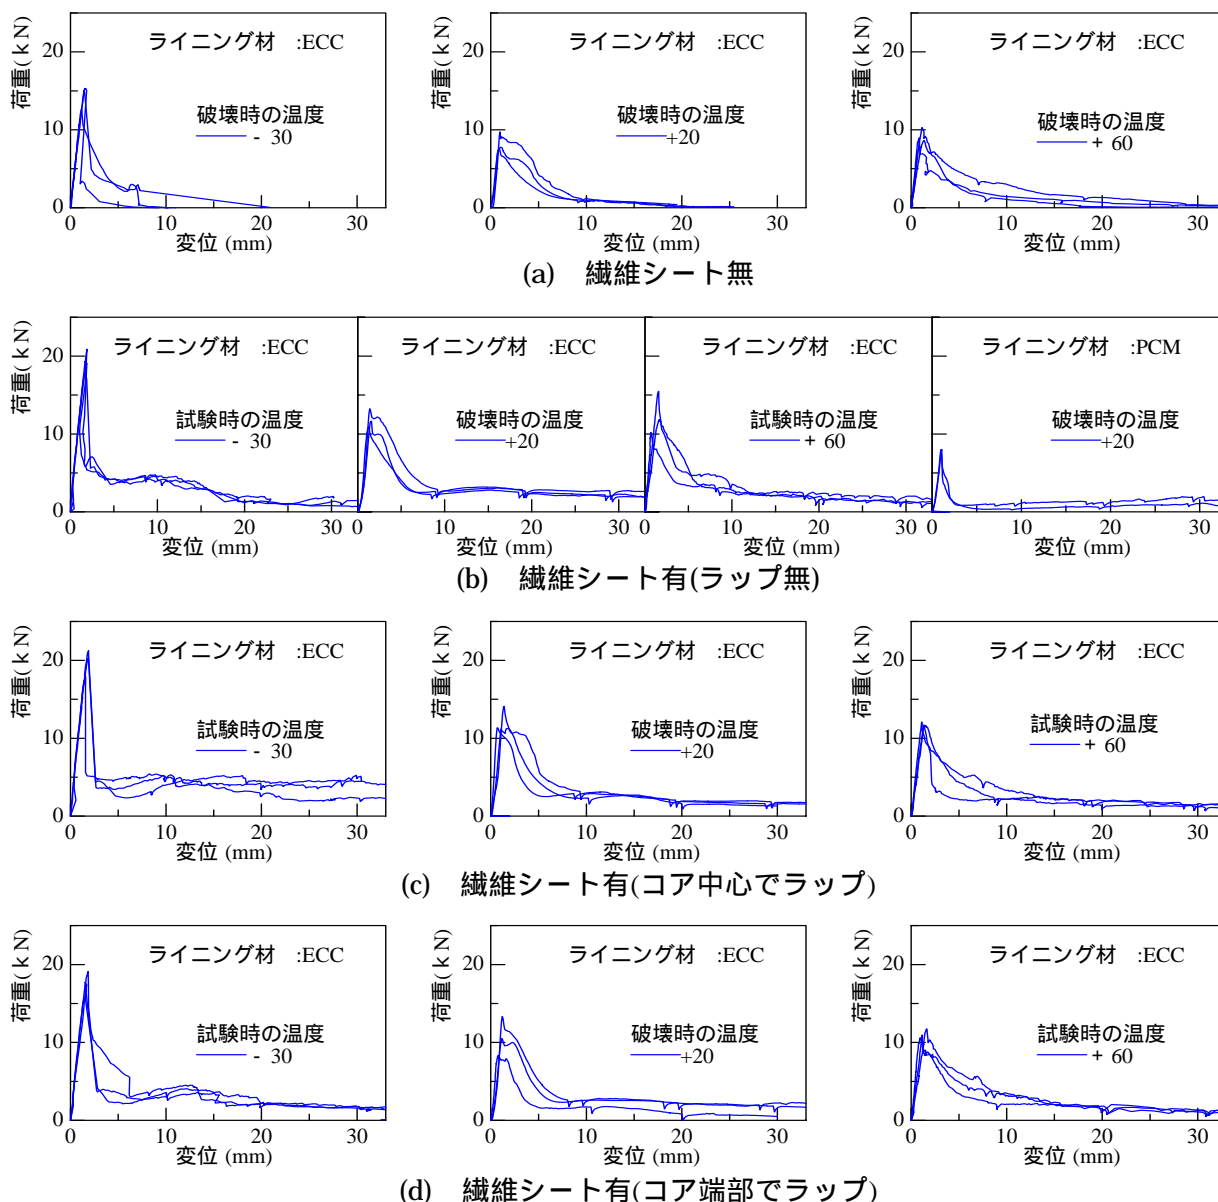 荷重(kN)
20
10
0
ライニング材 :ECC
破壊時の温度
- 30
0 10 20 30
変位 (mm)
荷重(kN)
20
10
0
ライニング材 :ECC
破壊時の温度
+20
0 10 20 30
変位 (mm)
荷重(kN)
20
10
0
ライニング材 :ECC
破壊時の温度
+ 60
0 10 20 30
変位 (mm)
(a) 繊維シート無
荷重(kN)
20
10
0
ライニング材 :ECC
試験時の温度
- 30
0 10 20 30
変位 (mm)
ライニング材 :ECC
破壊時の温度
+20
0 10 20 30
変位 (mm)
ライニング材 :ECC
試験時の温度
+ 60
0 10 20 30
変位 (mm)
ライニング材 :PCM
破壊時の温度
+20
0 10 20 30
変位 (mm)
(b) 繊維シート有(ラップ無)
荷重(kN)
20
10
0
ライニング材 :ECC
試験時の温度
- 30
0 10 20 30
変位 (mm)
荷重(kN)
20
10
0
ライニング材 :ECC
破壊時の温度
+20
0 10 20 30
変位 (mm)
荷重(kN)
20
10
0
ライニング材 :ECC
試験時の温度
+ 60
0 10 20 30
変位 (mm)
(c) 繊維シート有(コア中心でラップ)
荷重(kN)
20
10
0
ライニング材 :ECC
試験時の温度
- 30
0 10 20 30
変位 (mm)
荷重(kN)
20
10
0
ライニング材 :ECC
破壊時の温度
+20
0 10 20 30
変位 (mm)
荷重(kN)
20
10
0
ライニング材 :ECC
試験時の温度
+ 60
0 10 20 30
変位 (mm)
(d) 繊維シート有(コア端部でラップ)